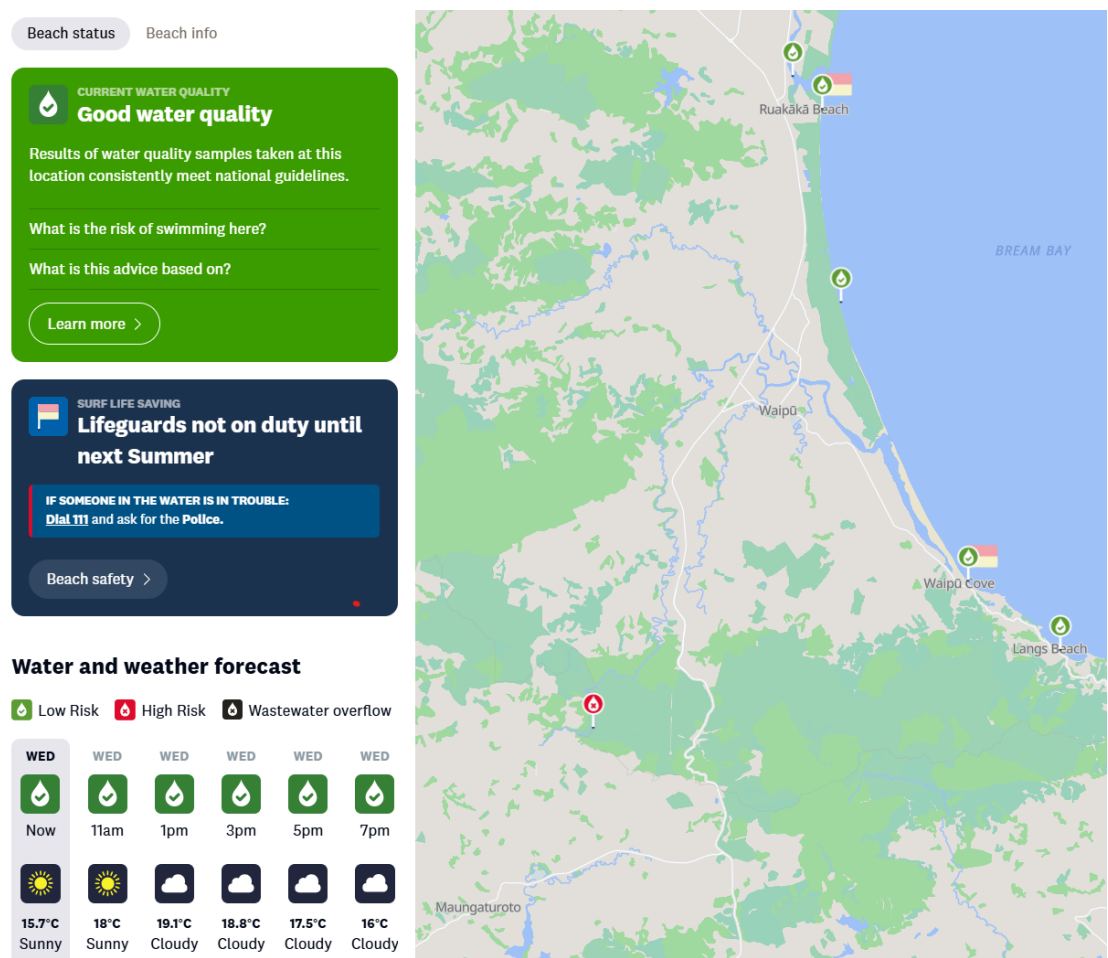 Beach status
Beach info
CURRENT WATER QUALITY
Good water quality
Results of water quality samples taken at this
location consistently meet national guidelines.
What is the risk of swimming here?
What is this advice based on?
Learn more
SURF LIFE SAVING
Lifeguards not on duty until
next Summer
IF SOMEONE IN THE WATER IS IN TROUBLE:
Dial 111 and ask for the Police.
Beach safety
Water and weather forecast
Low Risk High Risk Wastewater overflow
WED WED WED WED WED WED
Now 11am 1pm 3pm 5pm 7pm
15.7°C 18°C 19.1°C 18.8°C 17.5°C 16°C
Sunny Sunny Cloudy Cloudy Cloudy Cloudy
Ruakākā Beach
BREAM BAY
Waipū
Waipū Cove
Langs Beach
Maungaturoto